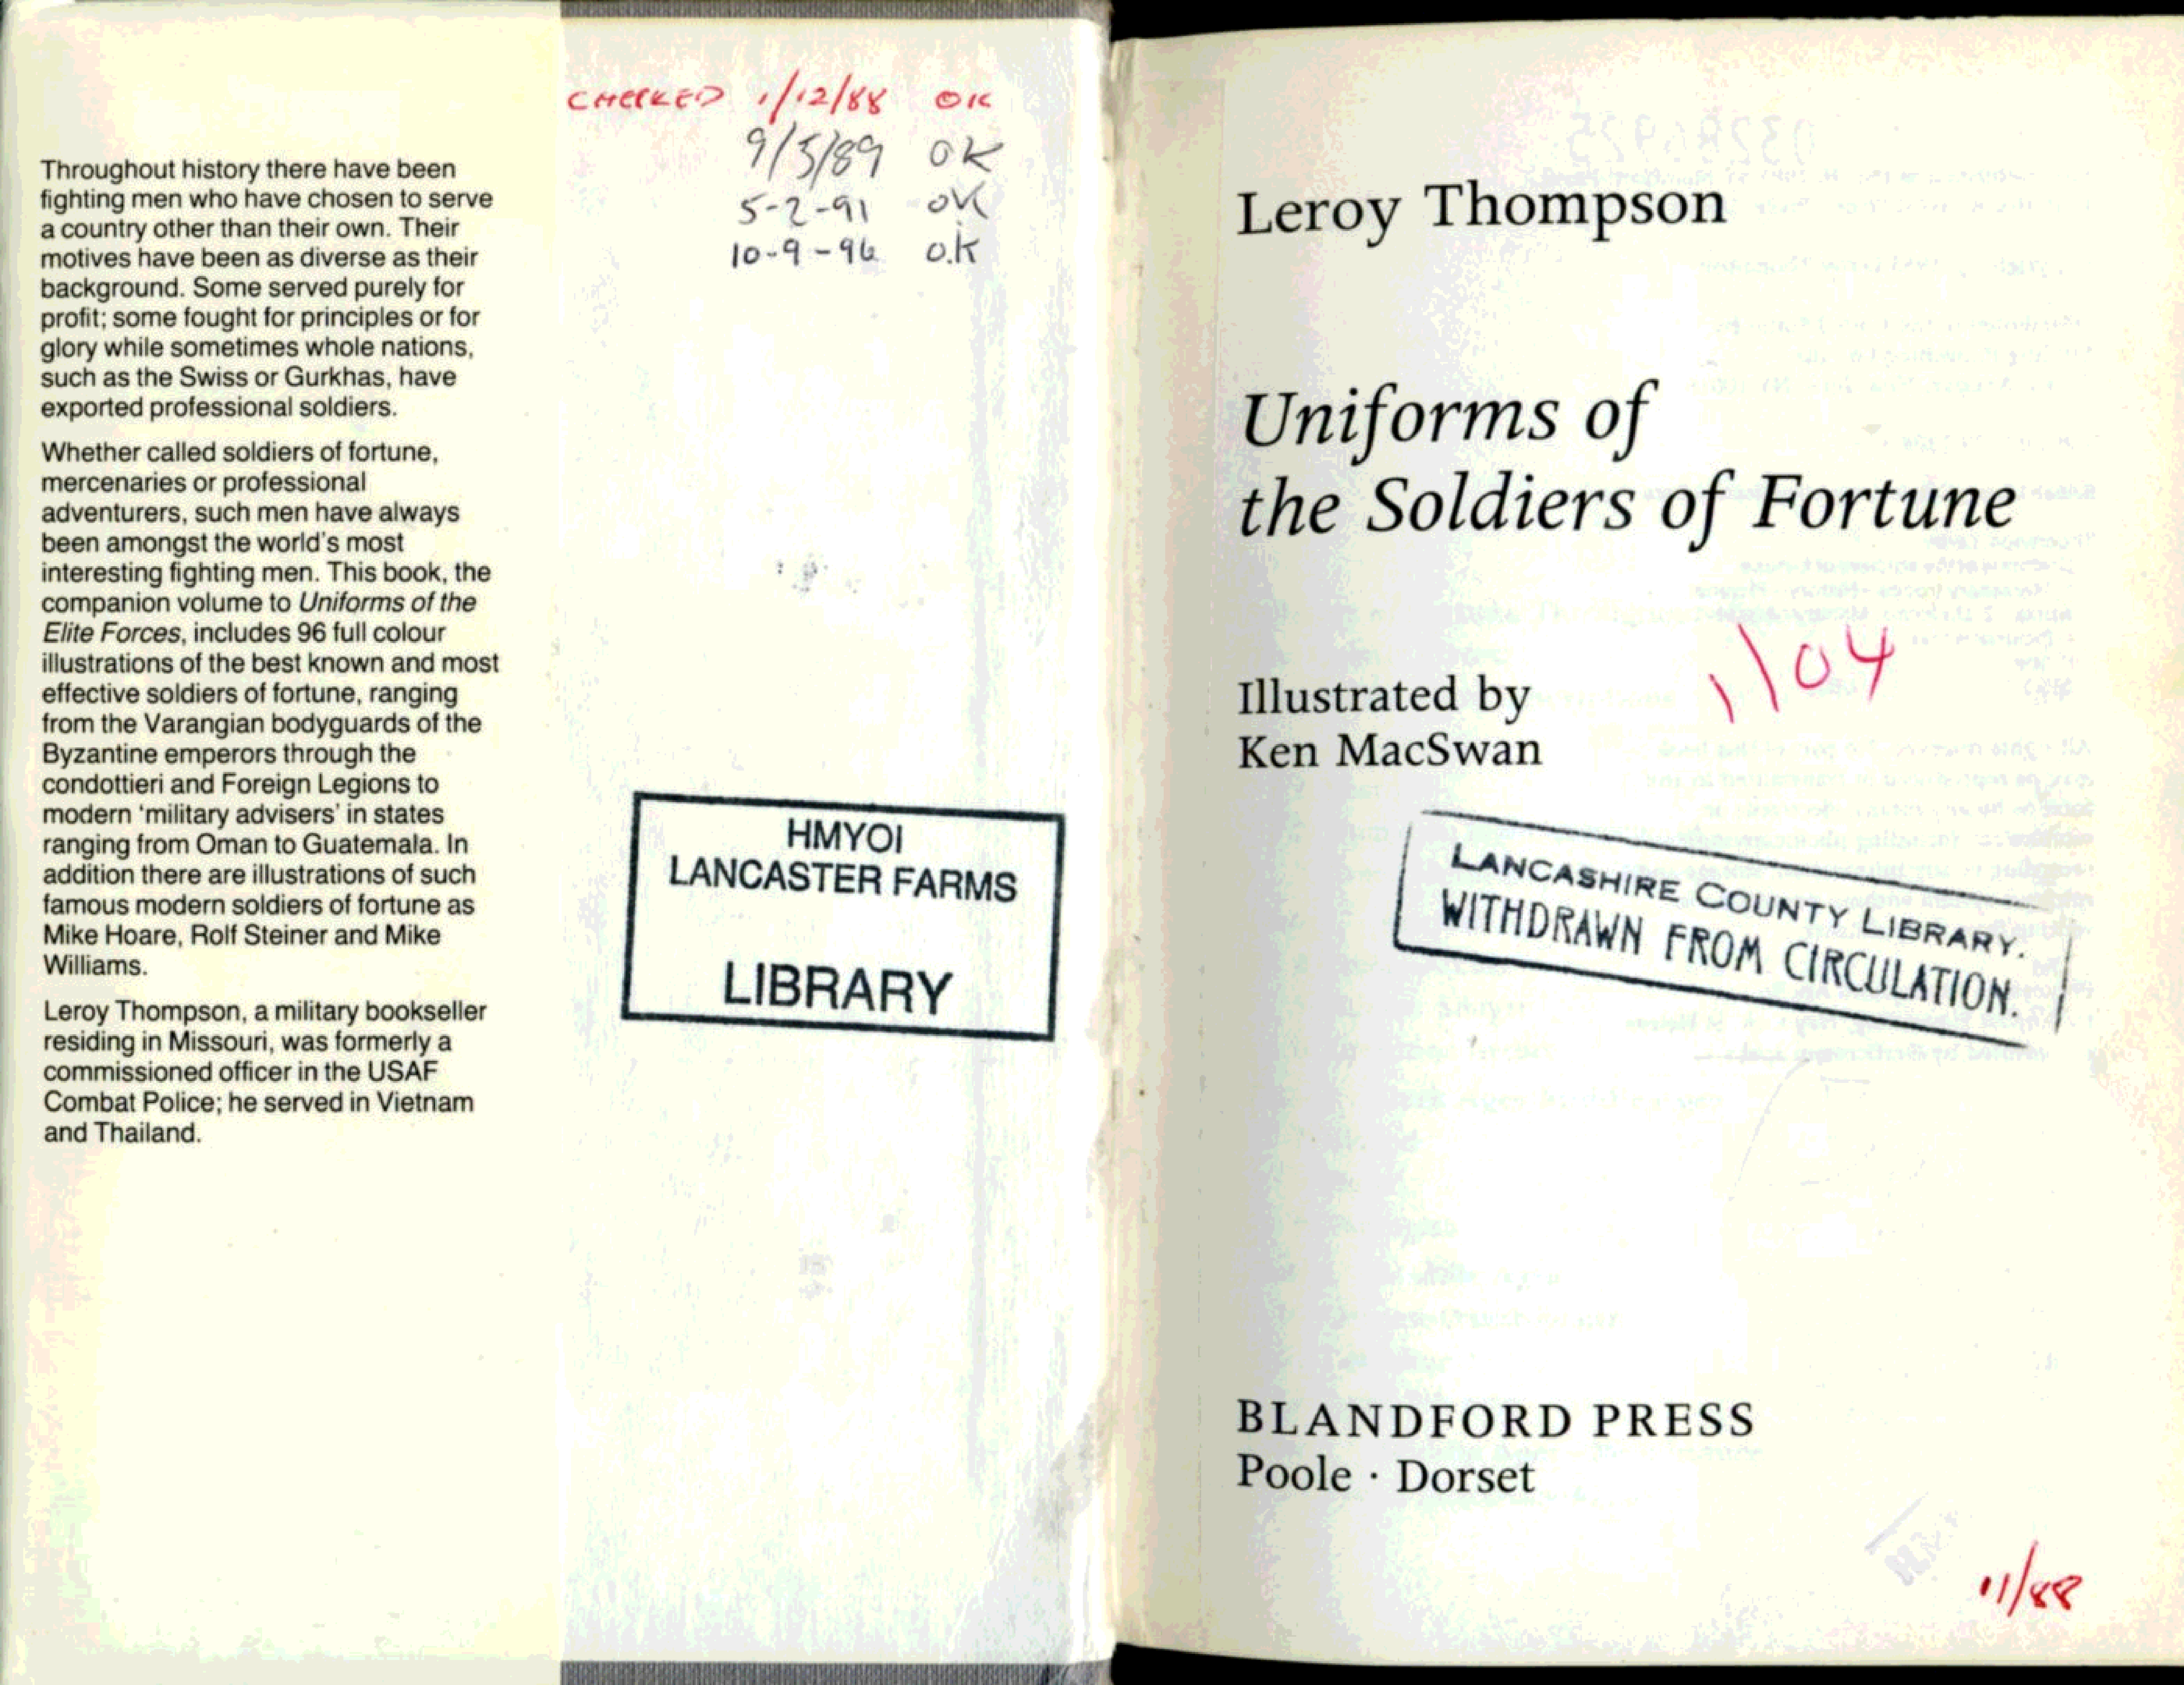 Throughout history there have been
fighting men who have chosen to serve
a country other than their own. Their
motives have been as diverse as their
background. Some served purely for
profit; some fought for principles or for
glory while sometimes whole nations,
such as the Swiss or Gurkhas, have
exported professional soldiers.
Whether called soldiers of fortune,
mercenaries or professional
adventurers, such men have always
been amongst the world's most
interesting fighting men. This book, the
companion volume to Uniforms of the
Elite Forces, includes 96 full colour
illustrations of the best known and most
effective soldiers of fortune, ranging
from the Varangian bodyguards of the
Byzantine emperors through the
condottieri and Foreign Legions to
modern 'military advisers' in states
ranging from Oman to Guatemala. In
addition there are illustrations of such
famous modern soldiers of fortune as
Mike Hoare, Rolf Steiner and Mike
Williams.
Leroy Thompson, a military bookseller
residing in Missouri, was formerly a
commissioned officer in the USAF
Combat Police; he served in Vietnam
and Thailand.
CHECKED 1/12/88 OK
9/5/89 OK
5-2-91 OK
10-9-96 O.K
HMYOI
LANCASTER FARMS
LIBRARY
Leroy Thompson
Uniforms of
the Soldiers of Fortune
1\04
Illustrated by
Ken MacSwan
LANCASHIRE COUNTY LIBRARY.
WITHDRAWN FROM CIRCULATION.
BLANDFORD PRESS
Poole · Dorset
11/88